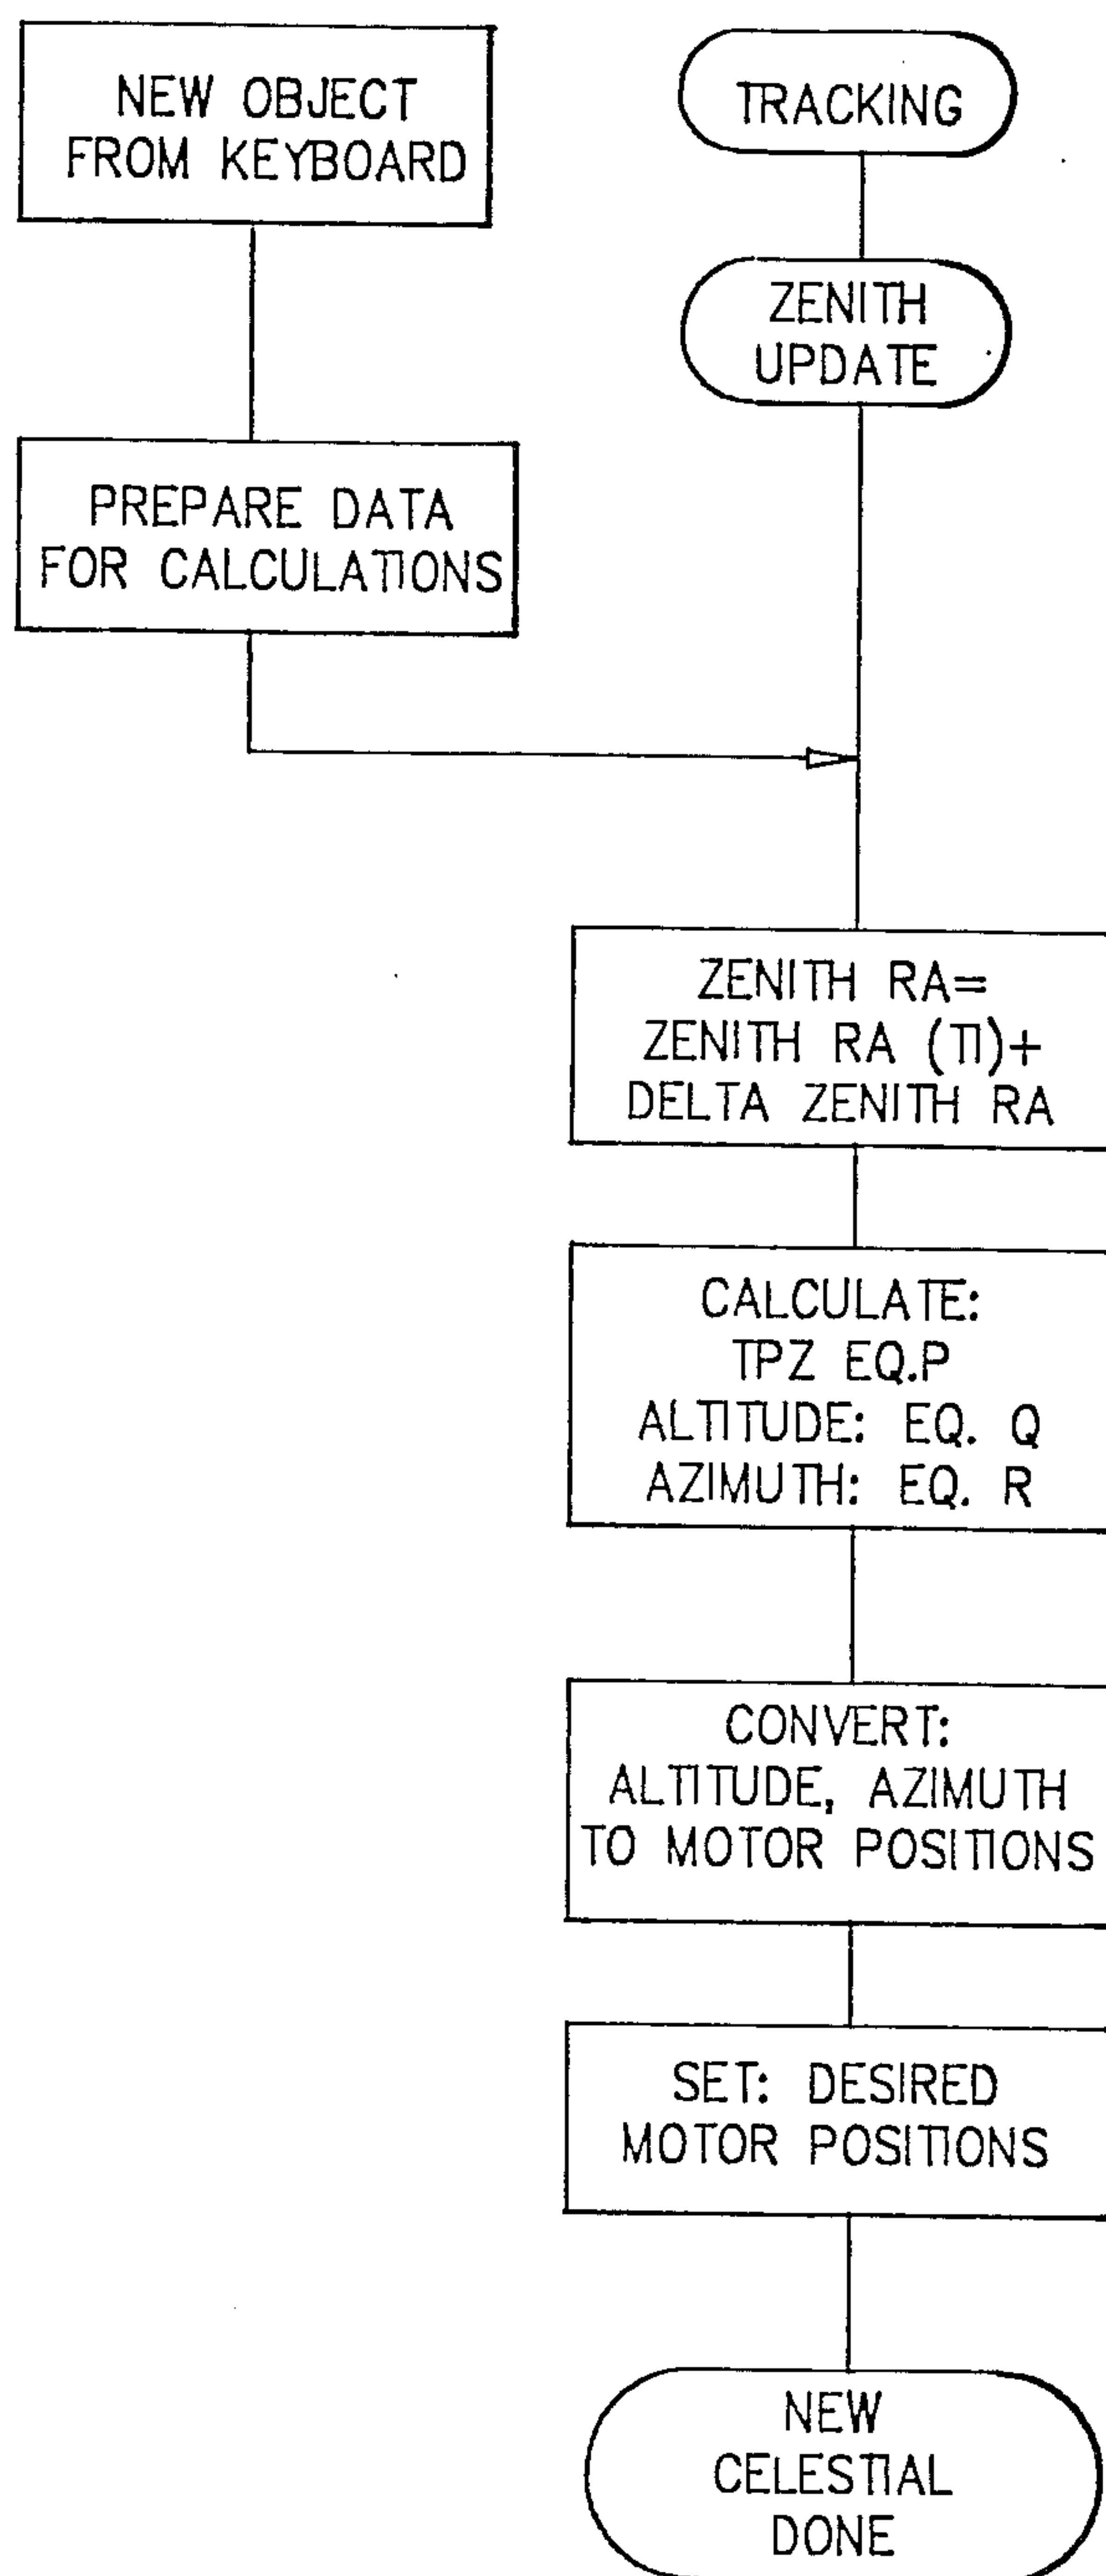 NEW OBJECT
FROM KEYBOARD
TRACKING
ZENITH
UPDATE
PREPARE DATA
FOR CALCULATIONS
ZENITH RA=
ZENITH RA (TI)+
DELTA ZENITH RA
CALCULATE:
TPZ EQ.P
ALTITUDE: EQ. Q
AZIMUTH: EQ. R
CONVERT:
ALTITUDE, AZIMUTH
TO MOTOR POSITIONS
SET: DESIRED
MOTOR POSITIONS
NEW
CELESTIAL
DONE